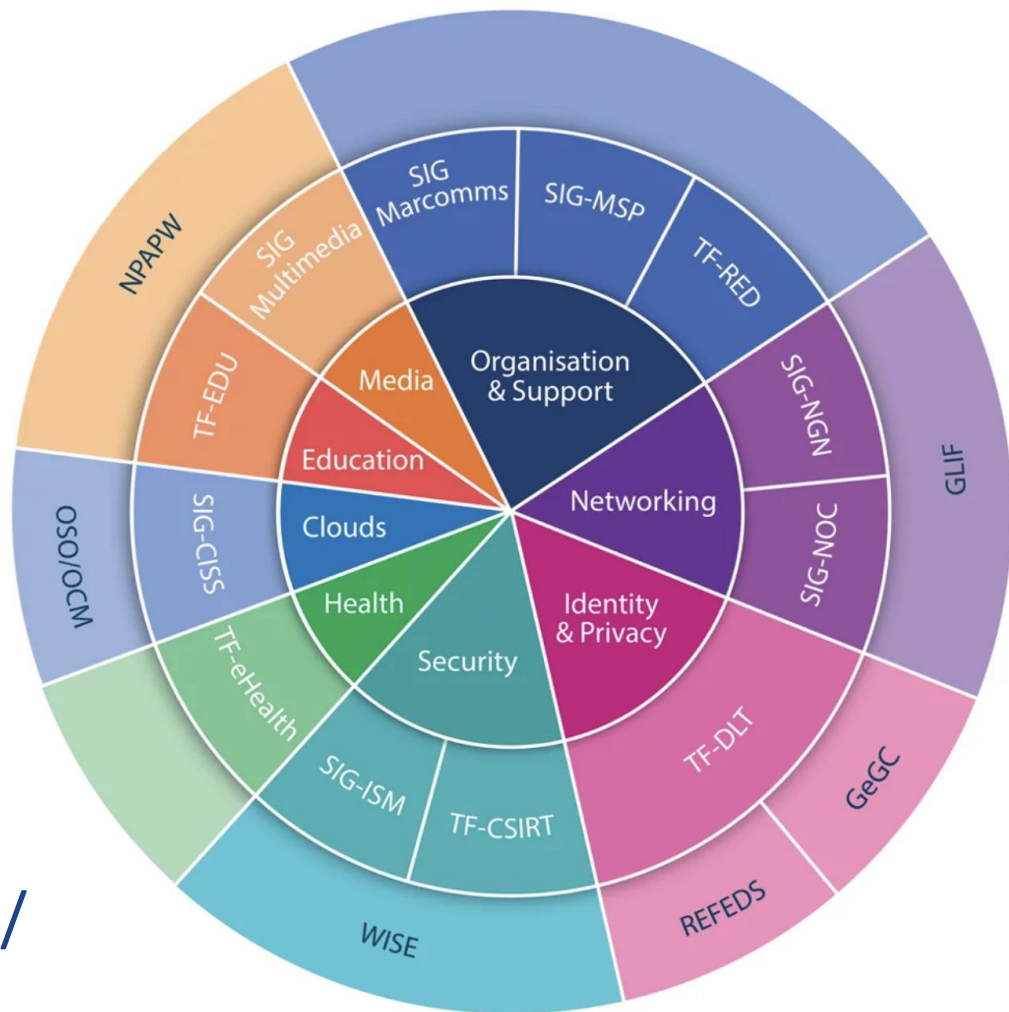 NPAPW
SIG
Multimedia
SIG
Marcomms
SIG-MSP
TF-RED
TF-EDU
Media
Organisation
& Support
SIG-NGN
GLIF
Education
Networking
OSO/OCM
SIG-CISS
Clouds
SIG-NOC
Health
Identity
& Privacy
TF-eHealth
Security
TF-DLT
GeGC
SIG-ISM
TF-CSIRT
REFEDS
WISE
/